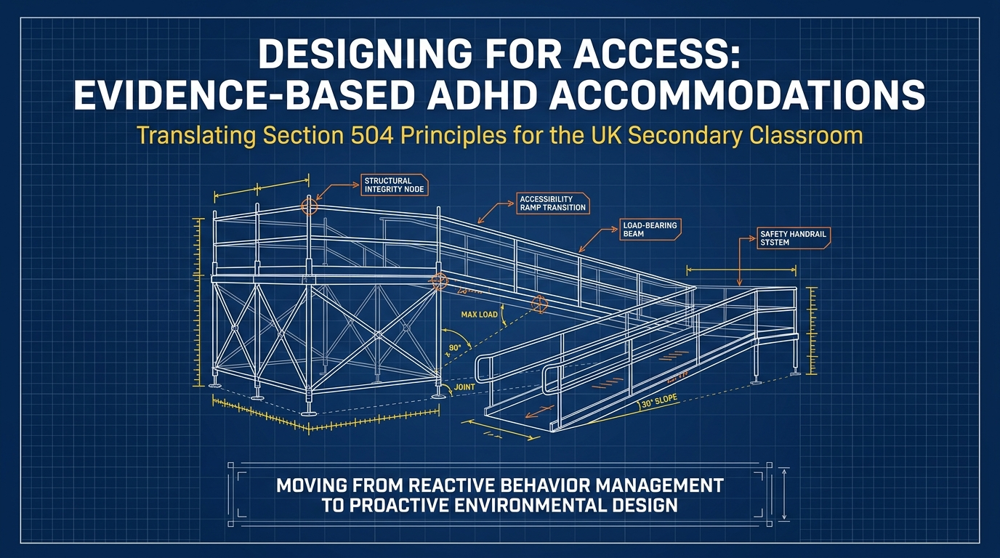 DESIGNING FOR ACCESS:
EVIDENCE-BASED ADHD ACCOMMODATIONS
Translating Section 504 Principles for the UK Secondary Classroom
STRUCTURAL
INTEGRITY NODE
ACCESSIBILITY
RAMP TRANSITION
LOAD-BEARING
BEAM
SAFETY HANDRAIL
SYSTEM
MAX LOAD
90°
JOINT
30° SLOPE
MOVING FROM REACTIVE BEHAVIOR MANAGEMENT
TO PROACTIVE ENVIRONMENTAL DESIGN